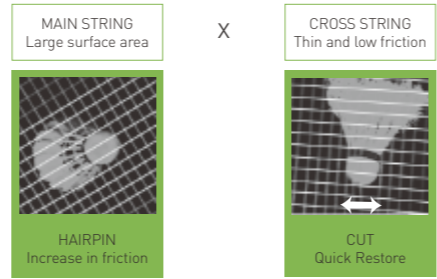 MAIN STRING
Large surface area
X
CROSS STRING
Thin and low friction
HAIRPIN
Increase in friction
CUT
Quick Restore